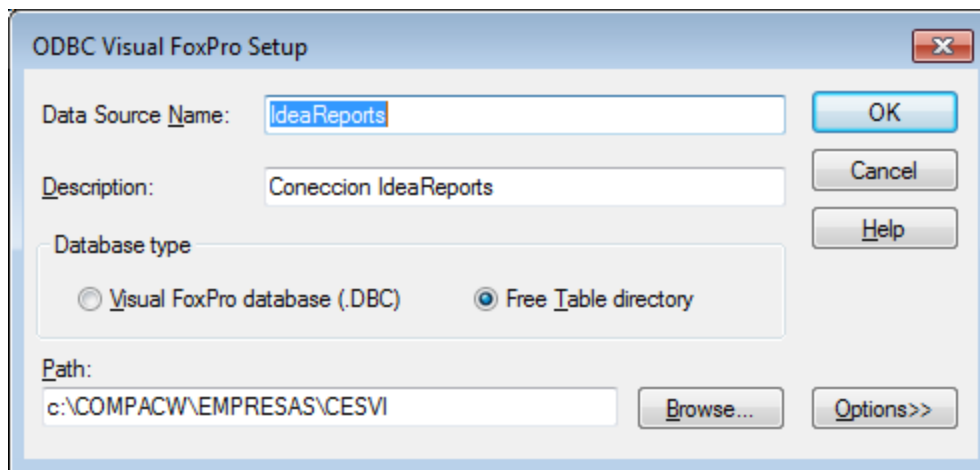 ODBC Visual FoxPro Setup
Data Source Name: IdeaReports OK
Description: Coneccion IdeaReports Cancel
Help
Database type
Visual FoxPro database (.DBC) Free Table directory
Path:
c:\COMPACW\EMPRESAS\CESVI Browse... Options>>